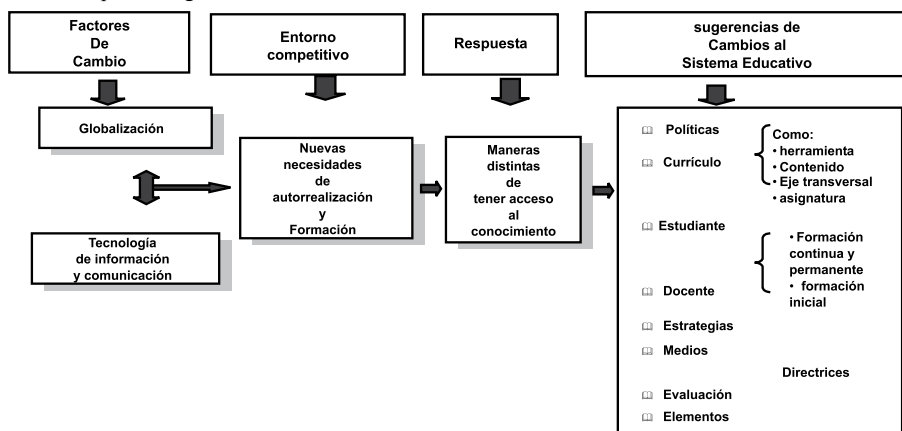 Factores
De
Cambio
Entorno
competitivo
Respuesta
sugerencias de
Cambios al
Sistema Educativo
Globalización
Tecnología
de información
y comunicación
Nuevas
necesidades
de
autorrealización
y
Formación
Maneras
distintas
de
tener acceso
al
conocimiento
Políticas
Currículo
Como:
• herramienta
• Contenido
• Eje transversal
• asignatura
Estudiante
• Formación
continua y
permanente
• formación
inicial
Docente
Estrategias
Medios
Directrices
Evaluación
Elementos